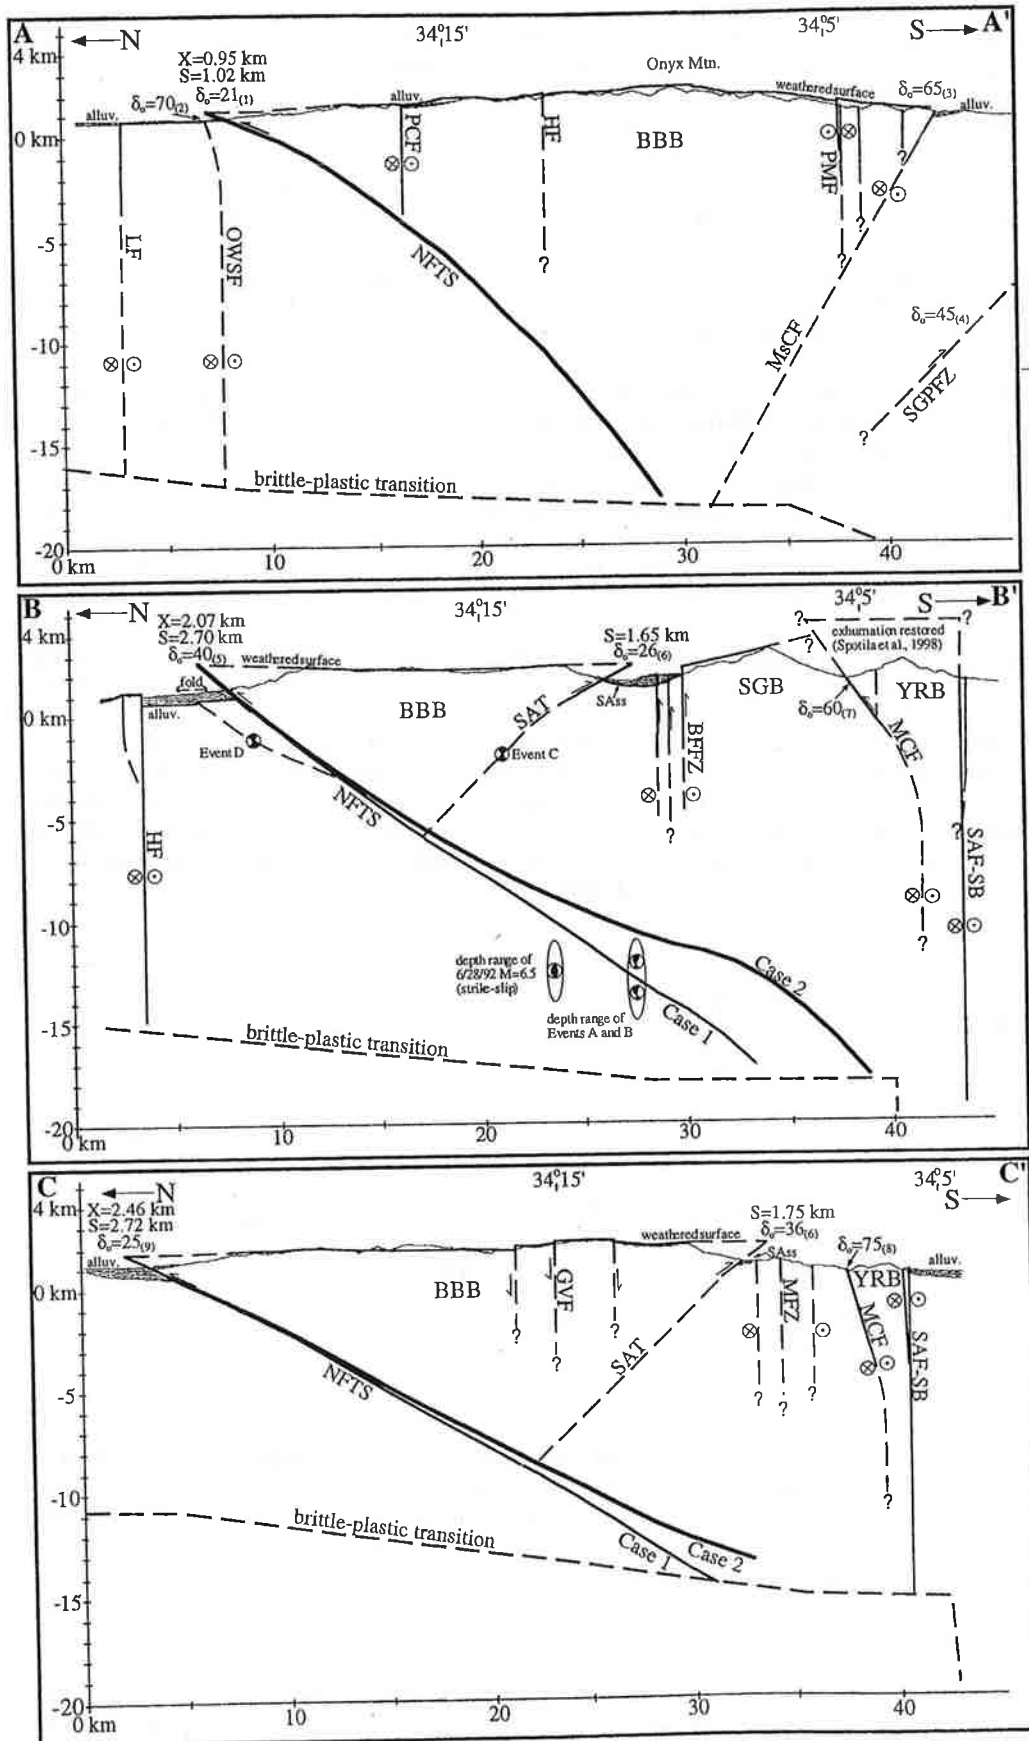 A
N
34°15'
34°5'
S
A'
4 km
X=0.95 km
S=1.02 km
δₒ=70(2)
δₒ=21(1)
alluv.
alluv.
Onyx Mtn.
weathered surface
δₒ=65(3)
alluv.
0 km
PCF
HF
BBB
PMF
?
?
?
-5
LF
OWSF
NFTS
MsCF
δₒ=45(4)
SGPFZ
?
-10
-15
brittle-plastic transition
-20
0 km
10
20
30
40
B
N
34°15'
34°5'
S
B'
4 km
X=2.07 km
S=2.70 km
δₒ=40(5)
weathered surface
S=1.65 km
δₒ=26(6)
?
?
?
exhumation restored
(Spotila et al., 1998)
fold
alluv.
0 km
BBB
SAT
SAss
SGB
YRB
δₒ=60(7)
MCF
BFFZ
Event D
Event C
NFTS
-5
?
?
HF
SAF-SB
-10
?
depth range of
6/28/92 M=6.5
(strile-slip)
depth range of
Events A and B
Case 1
Case 2
-15
brittle-plastic transition
-20
0 km
10
20
30
40
C
N
34°15'
34°5'
S
C'
4 km
X=2.46 km
S=2.72 km
δₒ=25(9)
alluv.
weathered surface
S=1.75 km
δₒ=36(6)
SAss
δₒ=75(8)
alluv.
0 km
BBB
GVF
MFZ
YRB
MCF
SAF-SB
?
?
?
SAT
NFTS
-5
?
?
?
-10
?
brittle-plastic transition
Case 1
Case 2
-15
-20
0 km
10
20
30
40